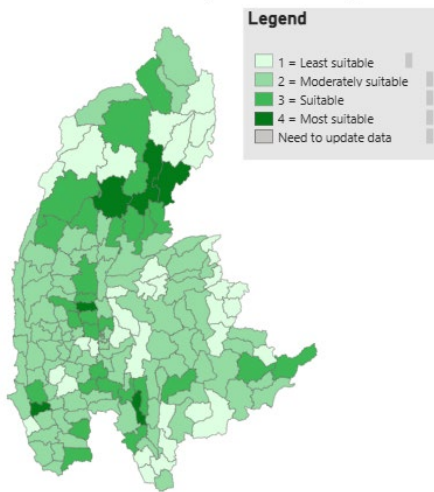 Legend
1 = Least suitable
2 = Moderately suitable
3 = Suitable
4 = Most suitable
Need to update data